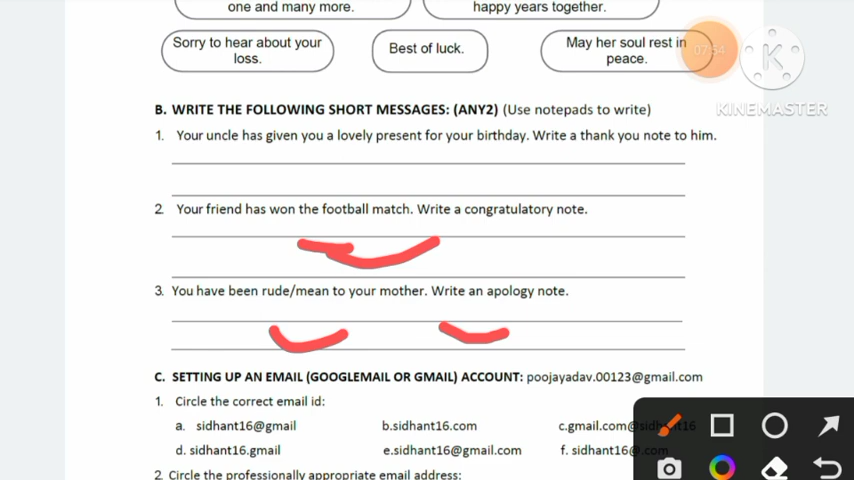 one and many more.
happy years together.
Sorry to hear about your
loss.
Best of luck.
May her soul rest in
peace.
07:54
KINEMASTER
B. WRITE THE FOLLOWING SHORT MESSAGES: (ANY2) (Use notepads to write)
1. Your uncle has given you a lovely present for your birthday. Write a thank you note to him.
2. Your friend has won the football match. Write a congratulatory note.
3. You have been rude/mean to your mother. Write an apology note.
C. SETTING UP AN EMAIL (GOOGLEMAIL OR GMAIL) ACCOUNT: poojayadav.00123@gmail.com
1. Circle the correct email id:
a. sidhant16@gmail b.sidhant16.com c.gmail.com@sidhant16
d. sidhant16.gmail e.sidhant16@gmail.com f. sidhant16@.com
2. Circle the professionally appropriate email address: